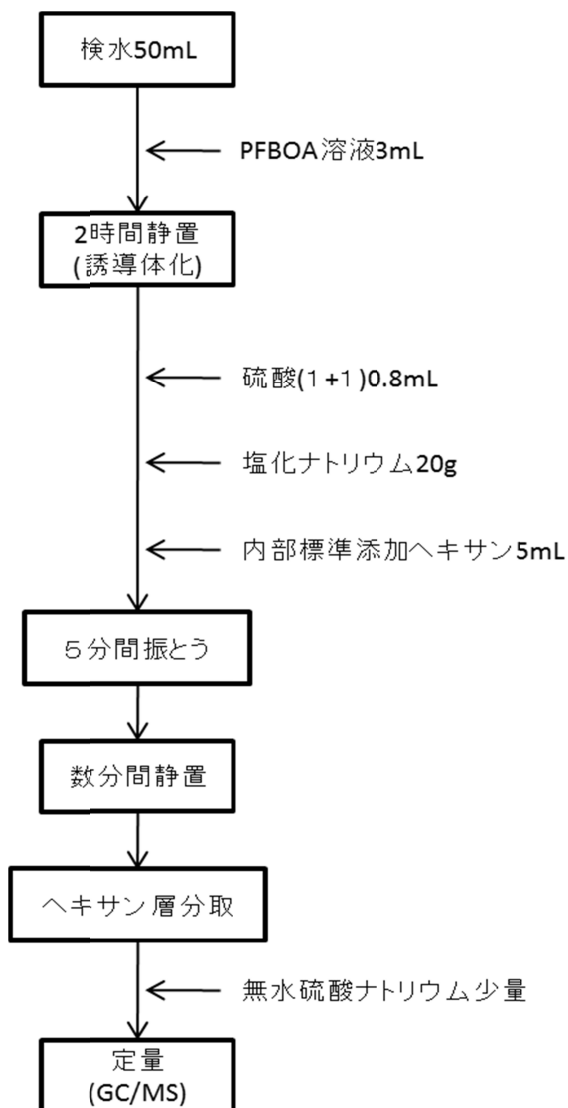 検水50mL
PFBOA溶液3mL
2時間静置
(誘導体化)
硫酸(1+1)0.8mL
塩化ナトリウム20g
内部標準添加ヘキサン5mL
5分間振とう
数分間静置
ヘキサン層分取
無水硫酸ナトリウム少量
定量
(GC/MS)